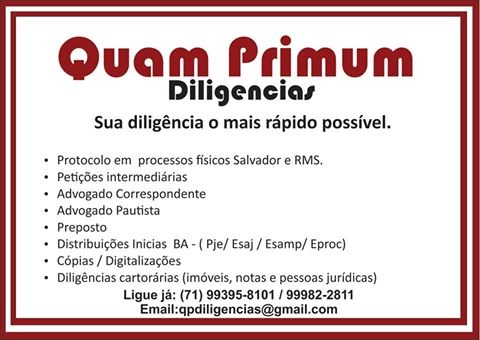 Quam Primum
Diligencias
Sua diligência o mais rápido possível.
• Protocolo em processos físicos Salvador e RMS.
• Petições intermediárias
• Advogado Correspondente
• Advogado Pautista
• Preposto
• Distribuições Inicias BA - ( Pje/ Esaj / Esamp/ Eproc)
• Cópias / Digitalizações
• Diligências cartorárias (imóveis, notas e pessoas jurídicas)
Ligue já: (71) 99395-8101 / 99982-2811
Email:qpdiligencias@gmail.com